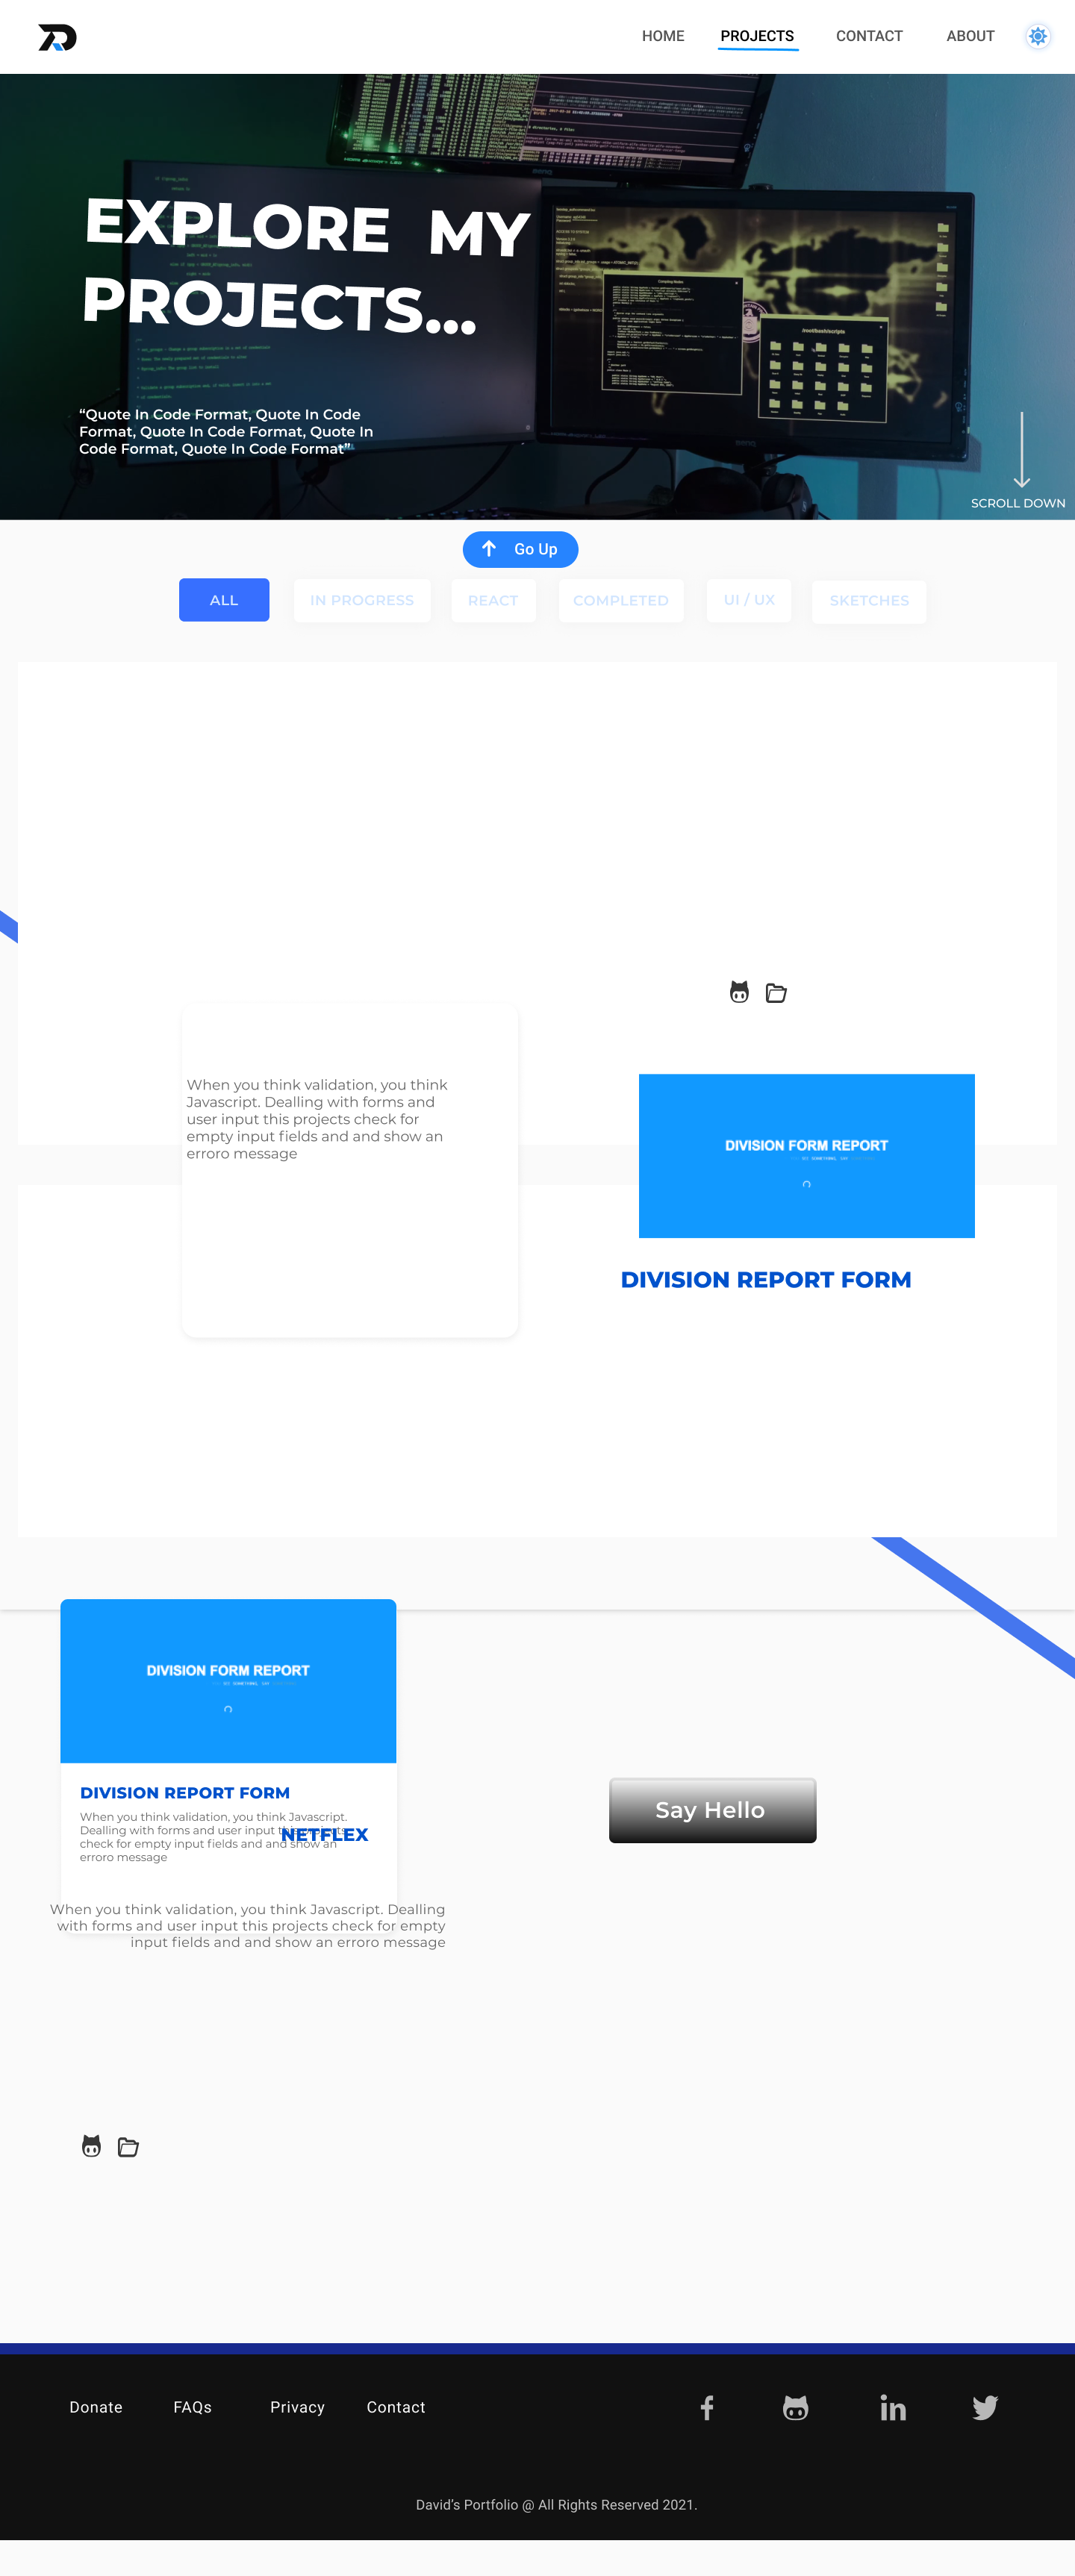 HOME
PROJECTS
CONTACT
ABOUT
EXPLORE MY
PROJECTS...
“Quote In Code Format, Quote In Code
Format, Quote In Code Format, Quote In
Code Format, Quote In Code Format”
SCROLL DOWN
Go Up
ALL
IN PROGRESS
REACT
COMPLETED
UI / UX
SKETCHES
When you think validation, you think
Javascript. Dealling with forms and
user input this projects check for
empty input fields and and show an
erroro message
DIVISION FORM REPORT
DIVISION REPORT FORM
DIVISION FORM REPORT
DIVISION REPORT FORM
When you think validation, you think Javascript.
Dealling with forms and user input this projects
check for empty input fields and and show an
erroro message
NETFLEX
Say Hello
When you think validation, you think Javascript. Dealling
with forms and user input this projects check for empty
input fields and and show an erroro message
Donate
FAQs
Privacy
Contact
David’s Portfolio @ All Rights Reserved 2021.